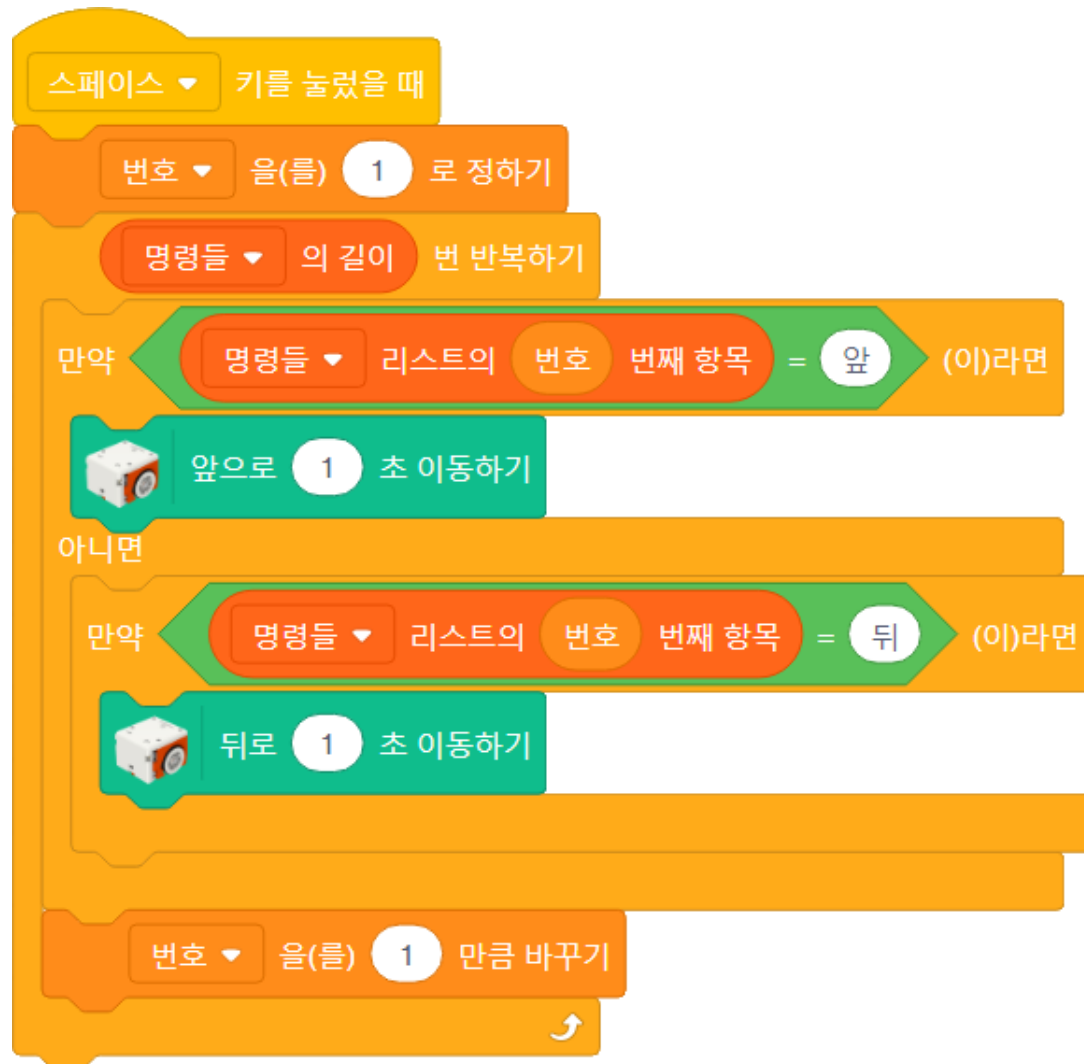 스페이스 키를 눌렀을 때
번호 을(를) 1 로 정하기
명령들 의 길이 번 반복하기
만약 명령들 리스트의 번호 번째 항목 = 앞 (이)라면
앞으로 1 초 이동하기
아니면
만약 명령들 리스트의 번호 번째 항목 = 뒤 (이)라면
뒤로 1 초 이동하기
번호 을(를) 1 만큼 바꾸기